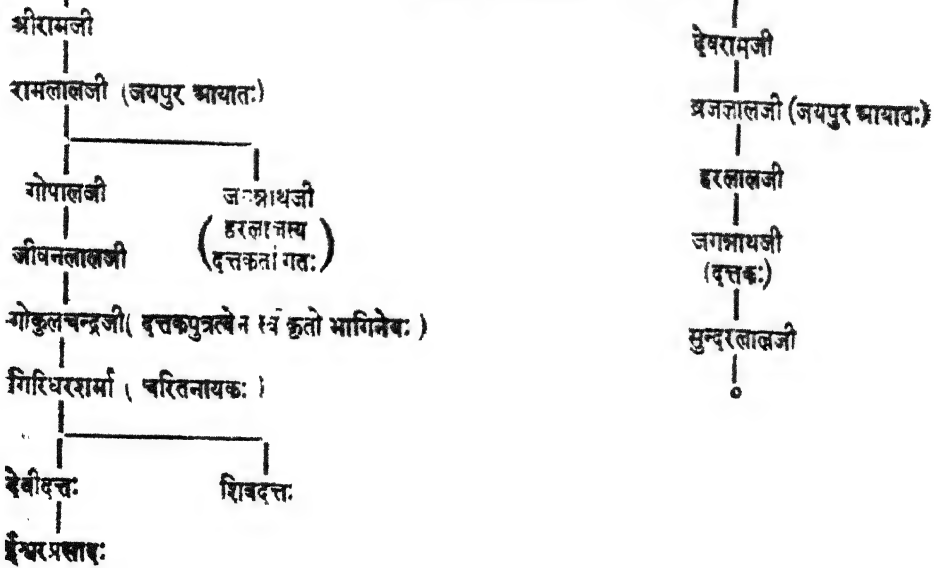 श्रीरामजी
रामलालजी (जयपुर आयातः)
गोपालजी
जगन्नाथजी
(हरलालस्य
दत्तकतां गतः)
जीवनलालजी
गोकुलचन्द्रजी( दत्तकपुत्रत्वेन स्वीकृतो भागिनेयः )
गिरिधरशर्मा ( चरितनायकः )
देवीदत्तः
शिवदत्तः
ईश्वरप्रसादः
देवरामजी
व्रजलालजी (जयपुर आयातः)
हरलालजी
जगन्नाथजी
(दत्तकः)
सुन्दरलालजी